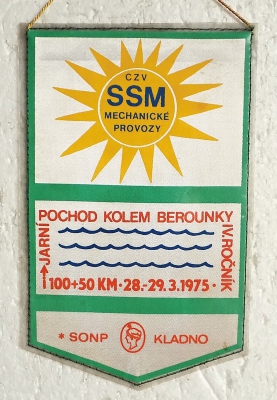 CZV
SSM
MECHANICKÉ
PROVOZY
JARNÍ
POCHOD KOLEM BEROUNKY
IV. ROČNÍK
100+50 KM · 28.-29.3.1975 ·
* SONP KLADNO